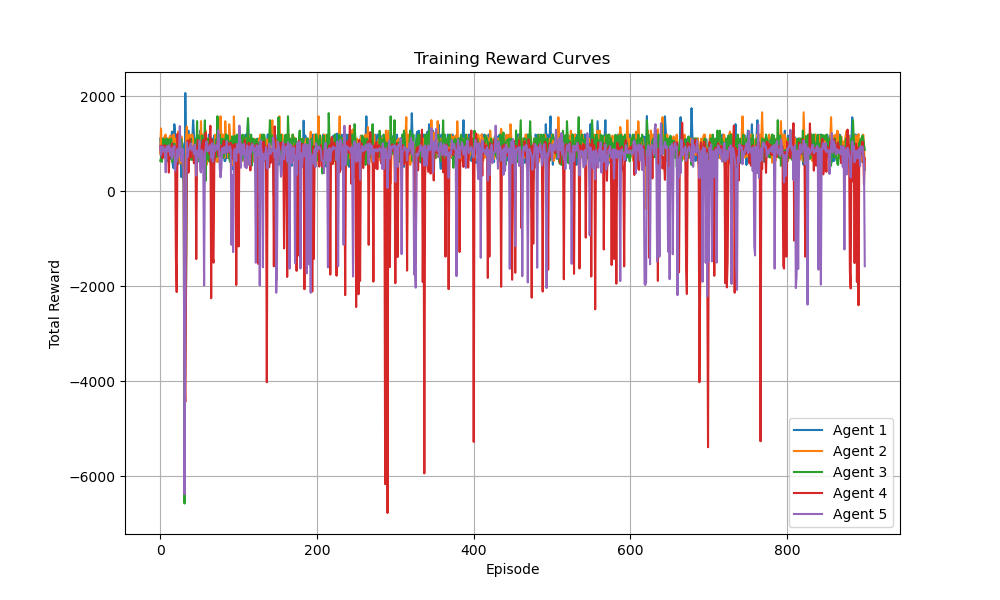 Training Reward Curves
Total Reward
2000
0
−2000
−4000
−6000
0 200 400 600 800
Episode
Agent 1
Agent 2
Agent 3
Agent 4
Agent 5